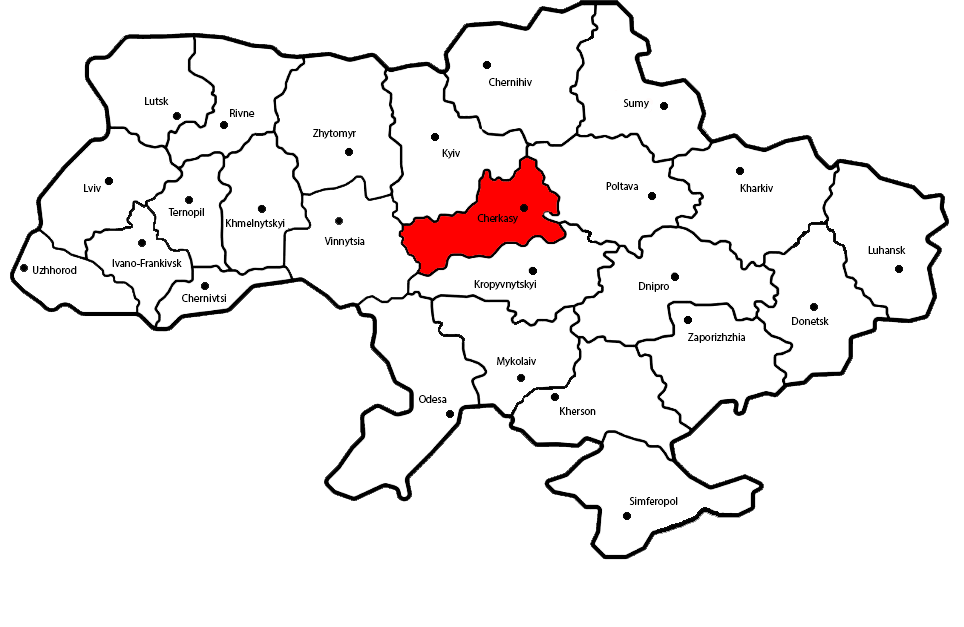 Chernihiv
Lutsk
Sumy
Rivne
Zhytomyr
Kyiv
Lviv
Poltava
Kharkiv
Ternopil
Cherkasy
Khmelnytskyi
Vinnytsia
Luhansk
Uzhhorod
Ivano-Frankivsk
Kropyvnytskyi
Dnipro
Chernivtsi
Donetsk
Zaporizhzhia
Mykolaiv
Odesa
Kherson
Simferopol